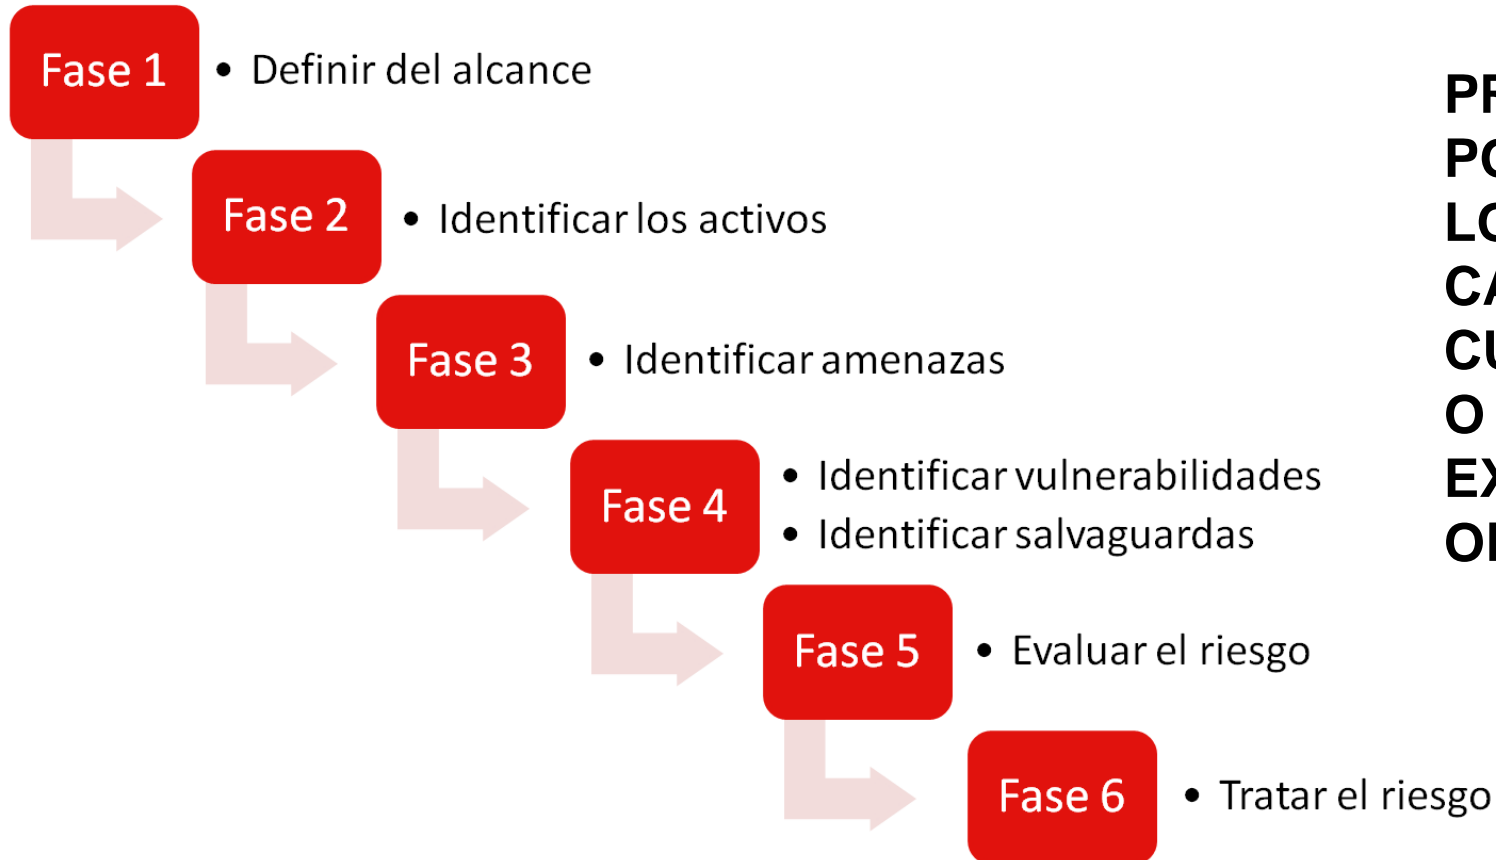 Fase 1
• Definir del alcance
Fase 2
• Identificar los activos
Fase 3
• Identificar amenazas
Fase 4
• Identificar vulnerabilidades
• Identificar salvaguardas
Fase 5
• Evaluar el riesgo
Fase 6
• Tratar el riesgo
O